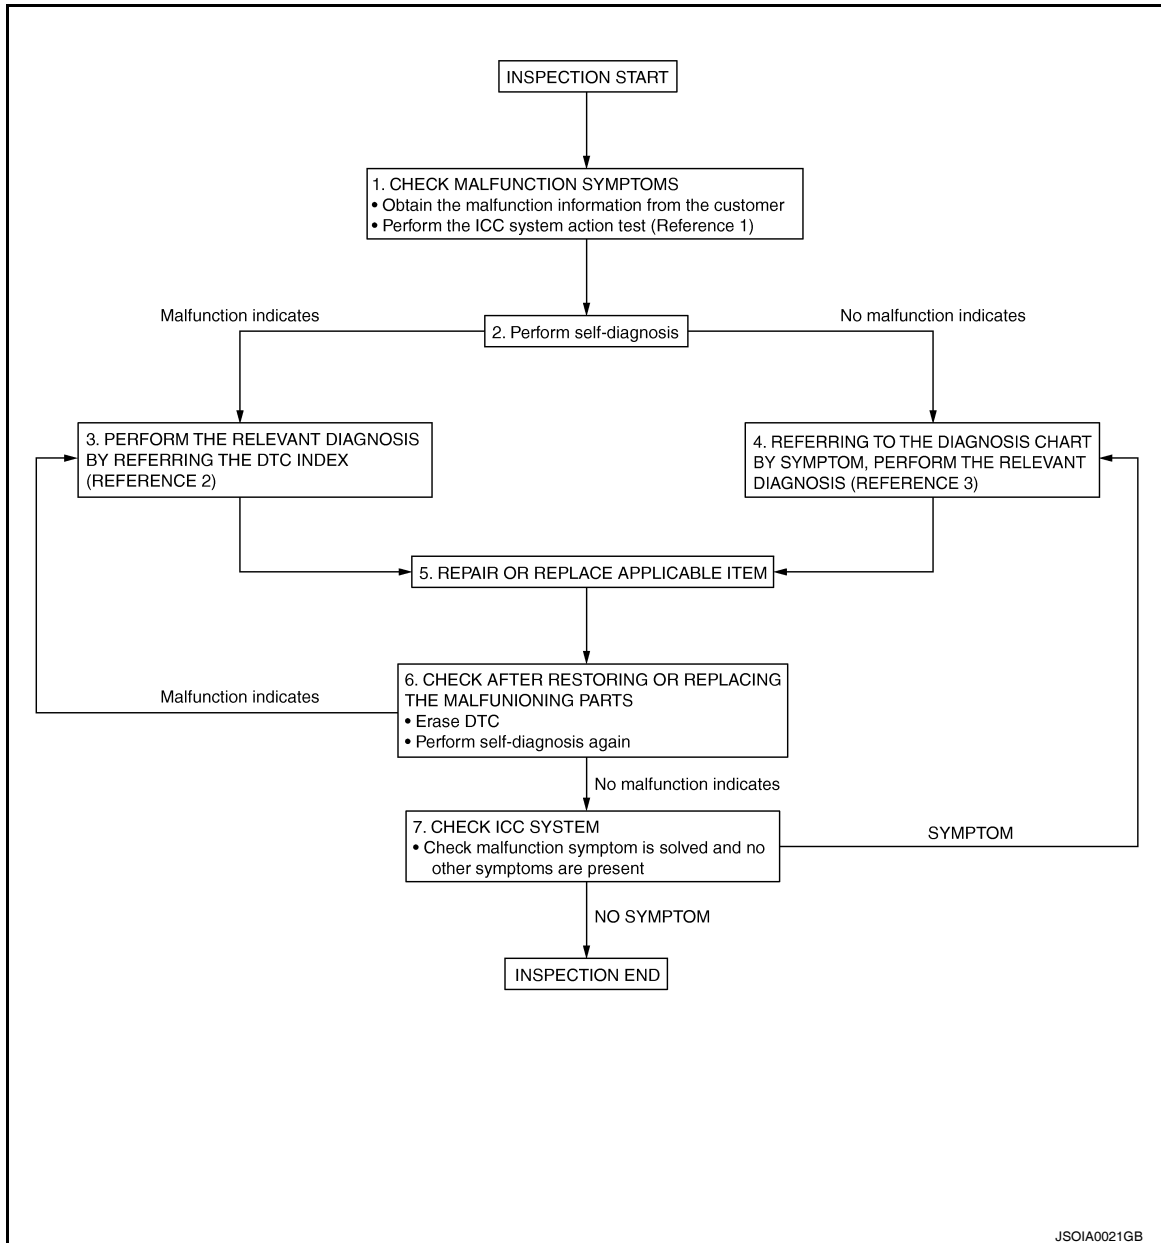 INSPECTION START
1. CHECK MALFUNCTION SYMPTOMS
• Obtain the malfunction information from the customer
• Perform the ICC system action test (Reference 1)
Malfunction indicates
2. Perform self-diagnosis
No malfunction indicates
3. PERFORM THE RELEVANT DIAGNOSIS
BY REFERRING THE DTC INDEX
(REFERENCE 2)
4. REFERRING TO THE DIAGNOSIS CHART
BY SYMPTOM, PERFORM THE RELEVANT
DIAGNOSIS (REFERENCE 3)
5. REPAIR OR REPLACE APPLICABLE ITEM
Malfunction indicates
6. CHECK AFTER RESTORING OR REPLACING
THE MALFUNIONING PARTS
• Erase DTC
• Perform self-diagnosis again
No malfunction indicates
7. CHECK ICC SYSTEM
• Check malfunction symptom is solved and no
other symptoms are present
SYMPTOM
NO SYMPTOM
INSPECTION END
JSOIA0021GB